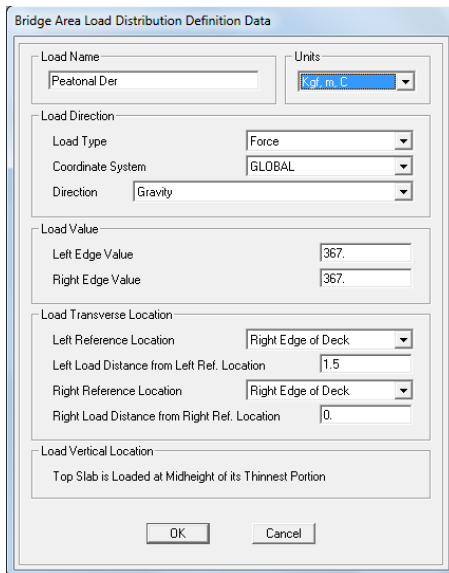 Bridge Area Load Distribution Definition Data
Load Name
Units
Peatonal Der
Kgf, m, C
Load Direction
Load Type
Force
Coordinate System
GLOBAL
Direction
Gravity
Load Value
Left Edge Value
367.
Right Edge Value
367.
Load Transverse Location
Left Reference Location
Right Edge of Deck
Left Load Distance from Left Ref. Location
1.5
Right Reference Location
Right Edge of Deck
Right Load Distance from Right Ref. Location
0.
Load Vertical Location
Top Slab is Loaded at Midheight of its Thinnest Portion
OK
Cancel